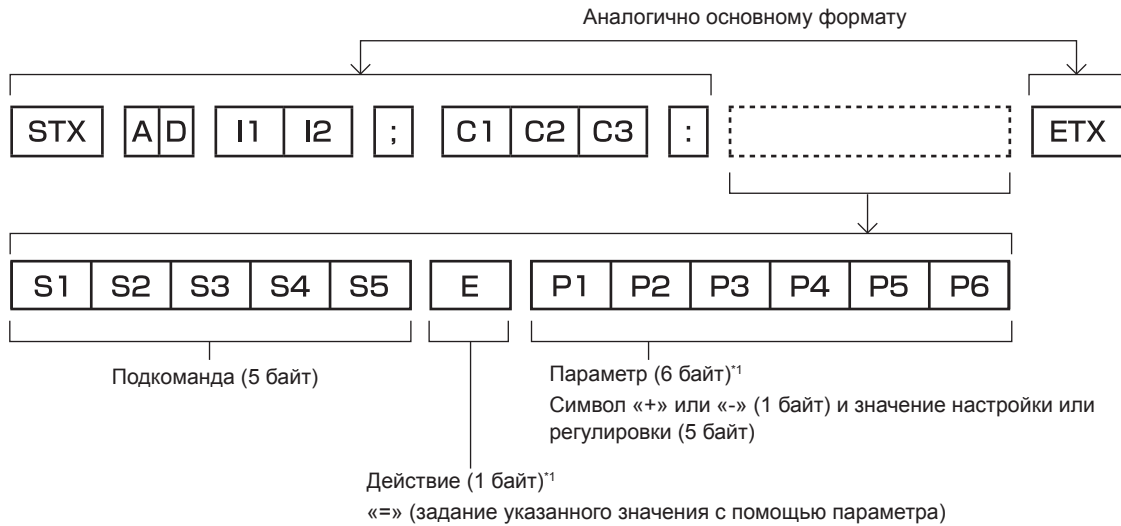 Аналогично основному формату
STX A D I1 I2 ; C1 C2 C3 : ETX
S1 S2 S3 S4 S5 E P1 P2 P3 P4 P5 P6
Подкоманда (5 байт)
Параметр (6 байт)*1
Символ «+» или «-» (1 байт) и значение настройки или
регулировки (5 байт)
Действие (1 байт)*1
«=» (задание указанного значения с помощью параметра)